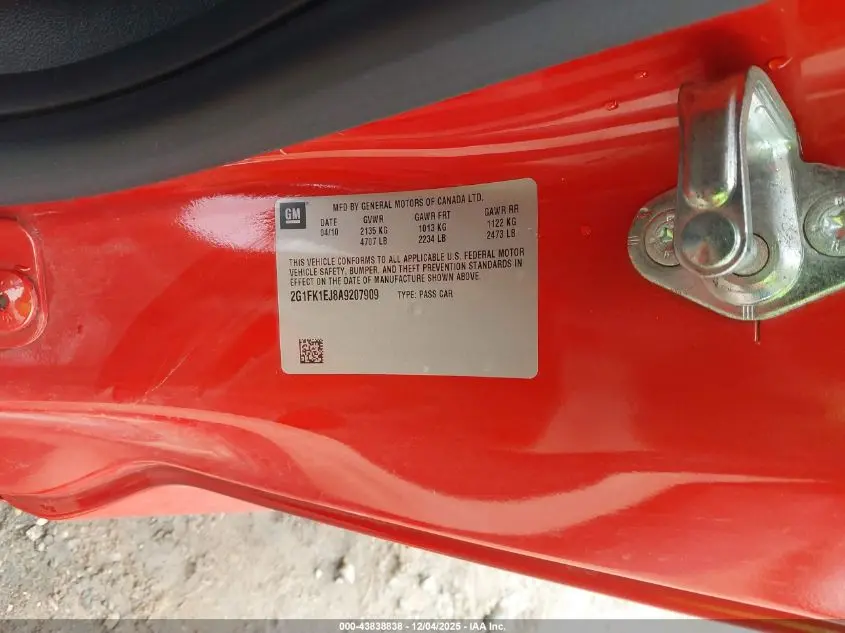 GM
MFD BY GENERAL MOTORS OF CANADA LTD.
DATE GVWR GAWR FRT GAWR RR
04/10 2135 KG 1013 KG 1122 KG
4707 LB 2234 LB 2473 LB
THIS VEHICLE CONFORMS TO ALL APPLICABLE U.S. FEDERAL MOTOR
VEHICLE SAFETY, BUMPER, AND THEFT PREVENTION STANDARDS IN
EFFECT ON THE DATE OF MANUFACTURE SHOWN ABOVE.
2G1FK1EJ8A9207909 TYPE: PASS CAR
000-43838838 - 12/04/2025 - IAA Inc.